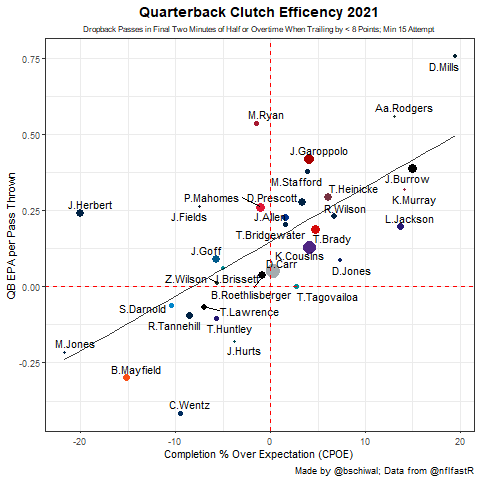 Quarterback Clutch Efficency 2021
Dropback Passes in Final Two Minutes of Half or Overtime When Trailing by < 8 Points; Min 15 Attempt
0.75
D.Mills
Aa.Rodgers
M.Ryan
0.50
J.Garoppolo
M.Stafford
J.Burrow
P.Mahomes
D.Prescott
T.Heinicke
K.Murray
J.Herbert
0.25
J.Fields
J.Allen
R.Wilson
L.Jackson
T.Bridgewater
T.Brady
J.Goff
K.Cousins
D.Carr
D.Jones
Z.Wilson
J.Brissett
0.00
B.Roethlisberger
T.Tagovailoa
S.Darnold
T.Lawrence
R.Tannehill
T.Huntley
M.Jones
J.Hurts
-0.25
B.Mayfield
C.Wentz
QB EPA per Pass Thrown
-20
-10
0
10
20
Completion % Over Expectation (CPOE)
Made by @bschiwal; Data from @nflfastR